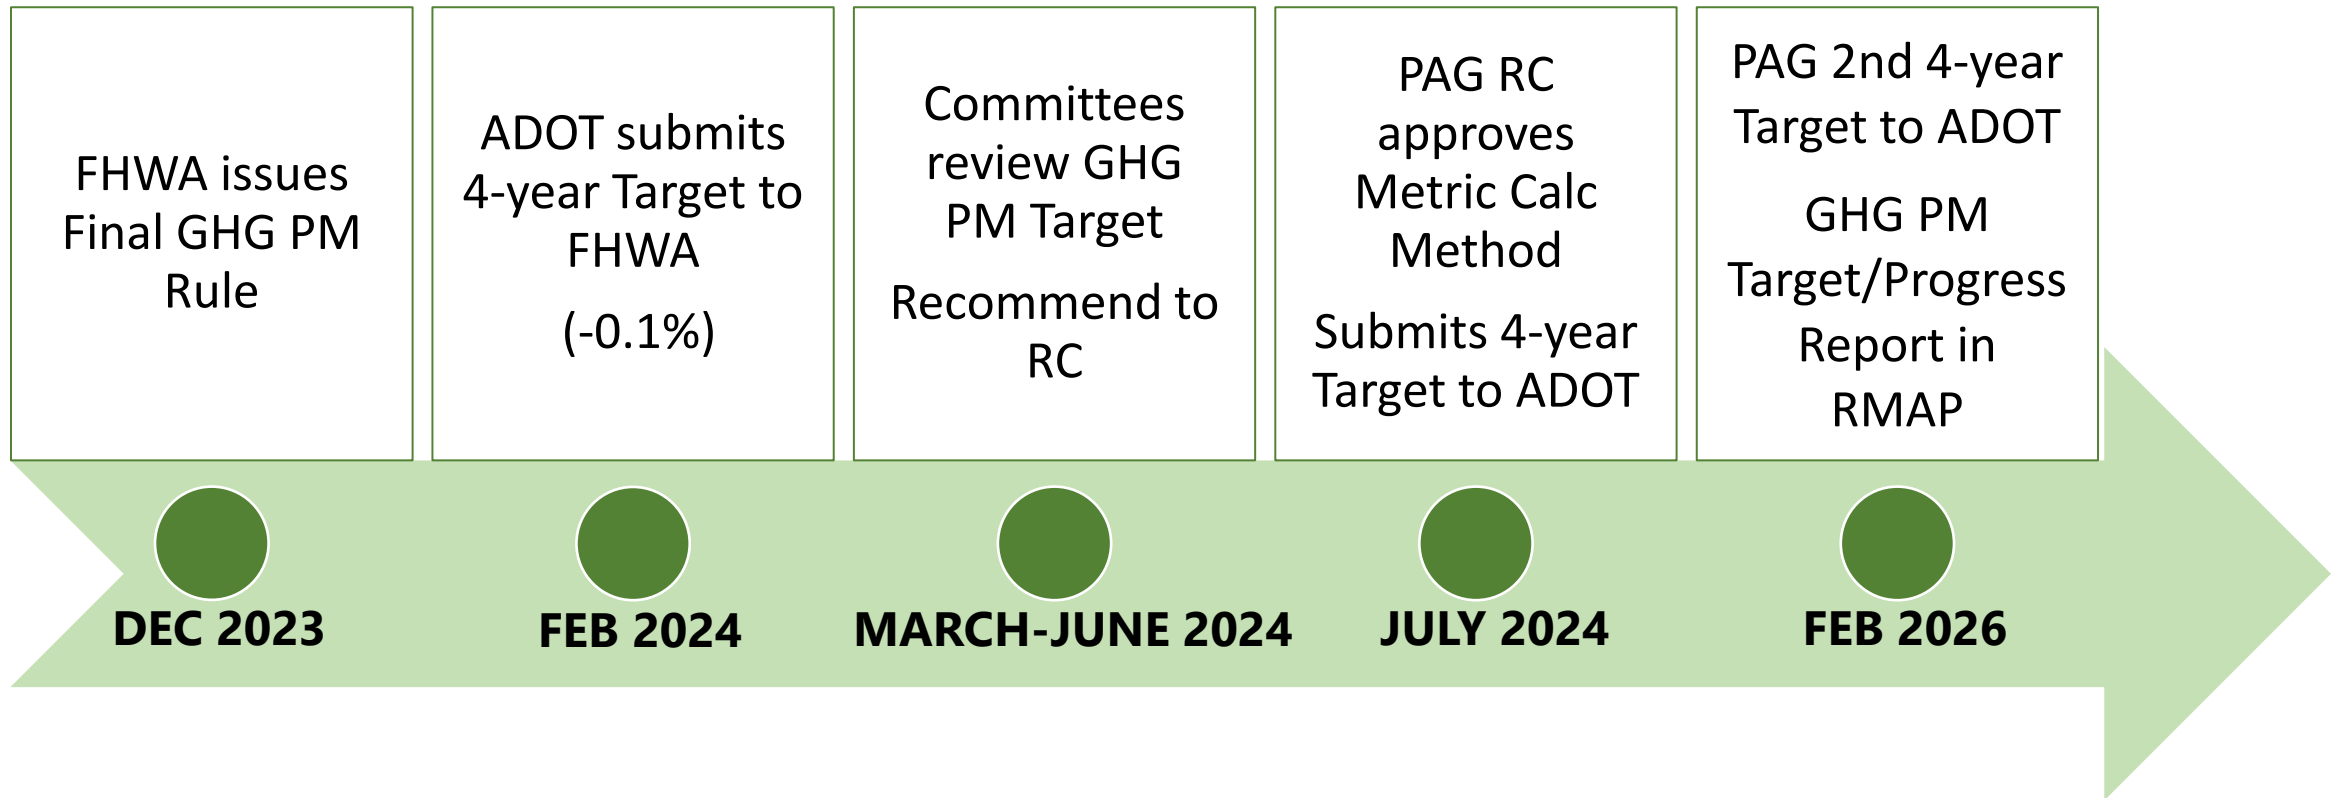 FHWA issues
Final GHG PM
Rule
ADOT submits
4-year Target to
FHWA
(-0.1%)
Committees
review GHG
PM Target
Recommend to
RC
PAG RC
approves
Metric Calc
Method
Submits 4-year
Target to ADOT
PAG 2nd 4-year
Target to ADOT
GHG PM
Target/Progress
Report in
RMAP
DEC 2023
FEB 2024
MARCH-JUNE 2024
JULY 2024
FEB 2026